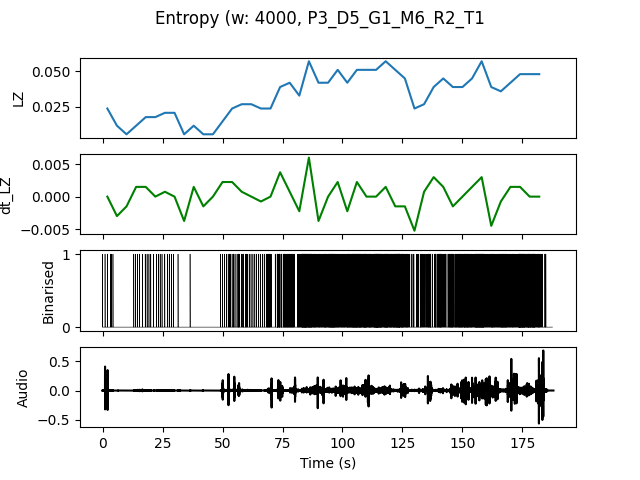 Entropy (w: 4000, P3_D5_G1_M6_R2_T1
0.050
0.025
LZ
0.005
0.000
−0.005
dt_LZ
1
0
Binarised
0.5
0.0
−0.5
Audio
0 25 50 75 100 125 150 175
Time (s)